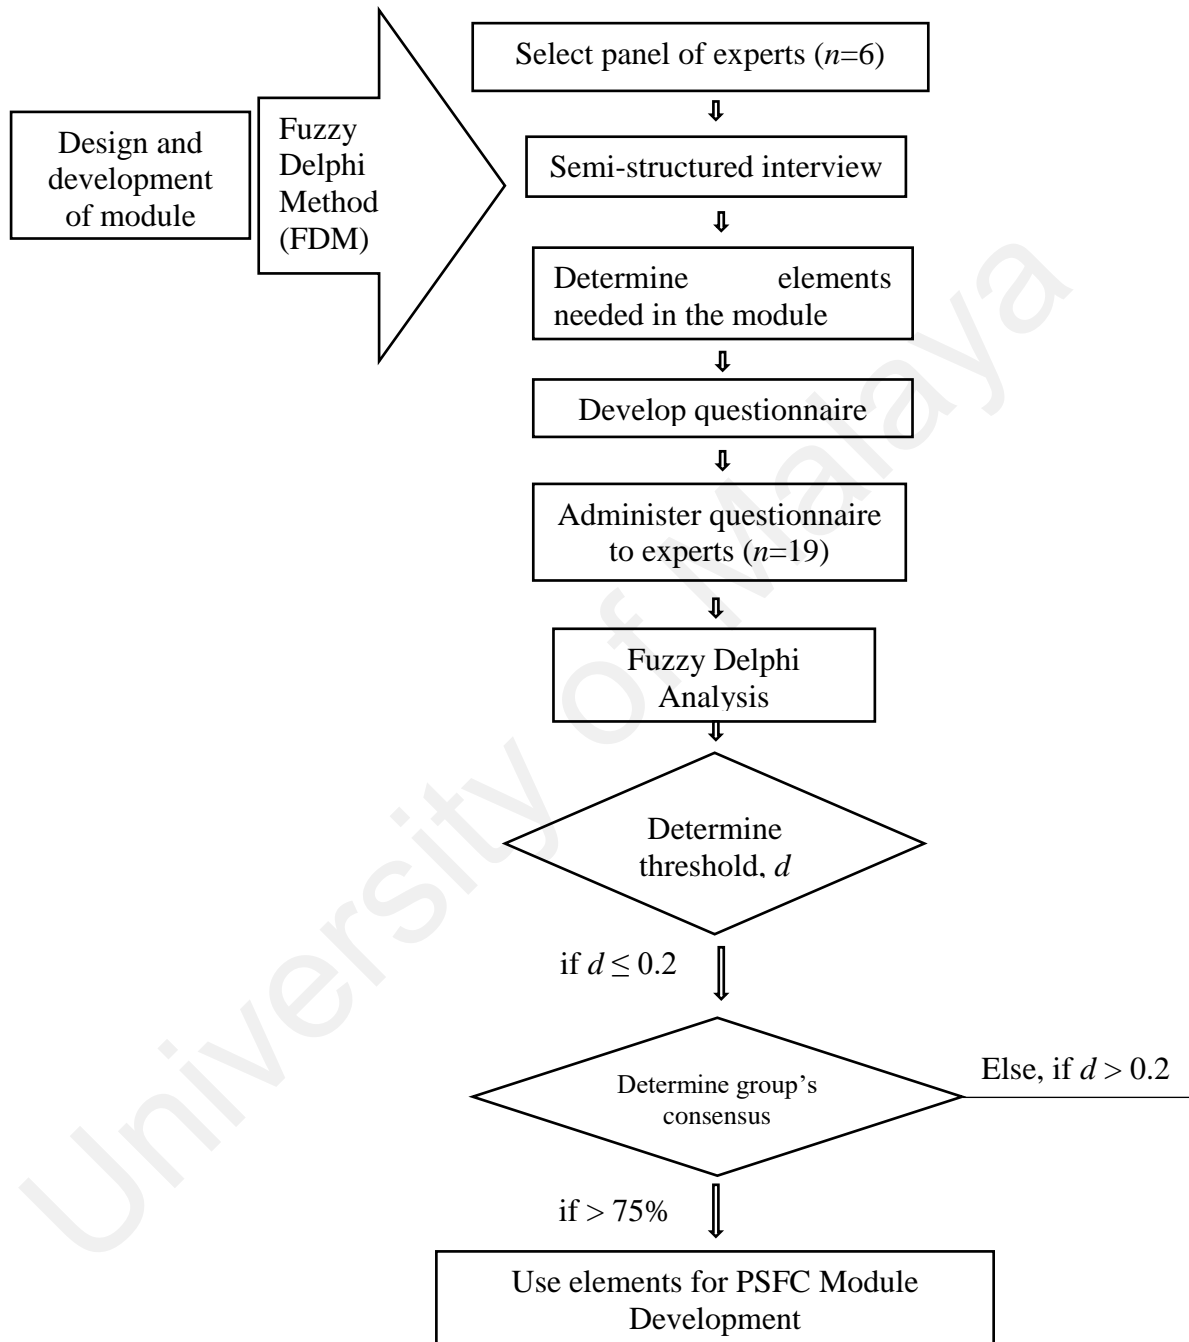 Select panel of experts (n=6)
Design and
development
of module
Fuzzy
Delphi
Method
(FDM)
Semi-structured interview
Determine elements
needed in the module
Develop questionnaire
Administer questionnaire
to experts (n=19)
Fuzzy Delphi
Analysis
Determine
threshold, d
if d ≤ 0.2
Determine group's
consensus
Else, if d > 0.2
if > 75%
Use elements for PSFC Module
Development
University of Malaya